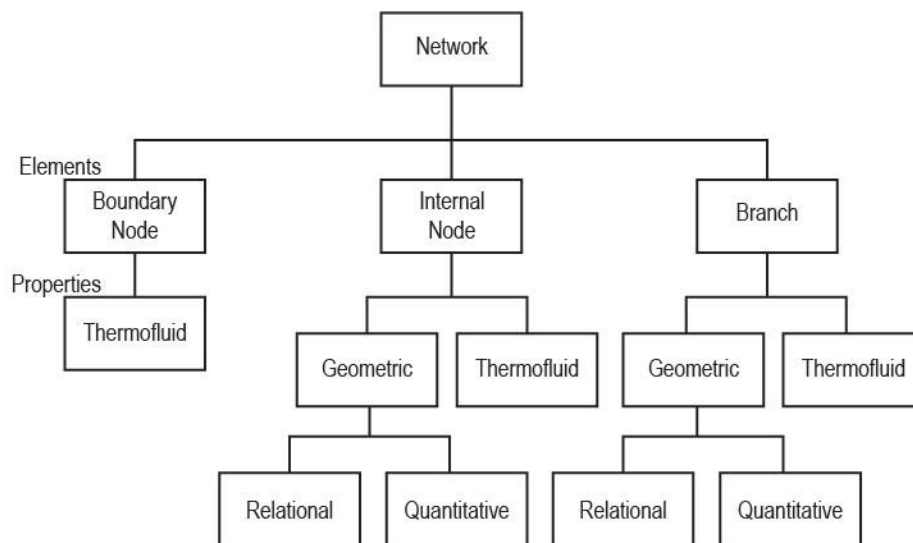 Network
Elements
Boundary
Node
Internal
Node
Branch
Properties
Thermofluid
Geometric
Thermofluid
Geometric
Thermofluid
Relational
Quantitative
Relational
Quantitative